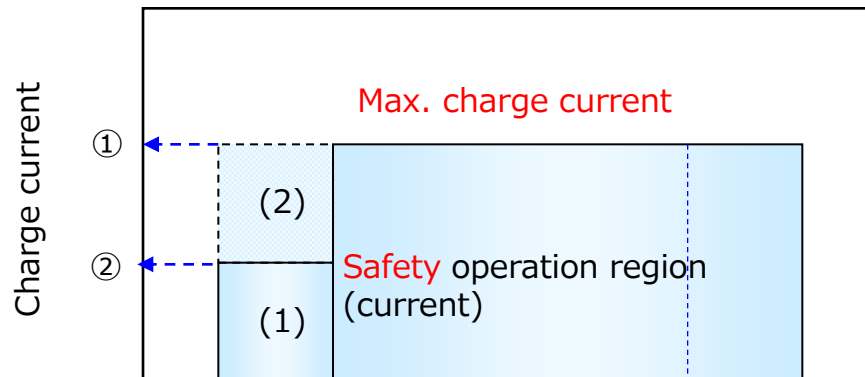 Charge current
Max. charge current
①
(2)
②
Safety operation region
(current)
(1)